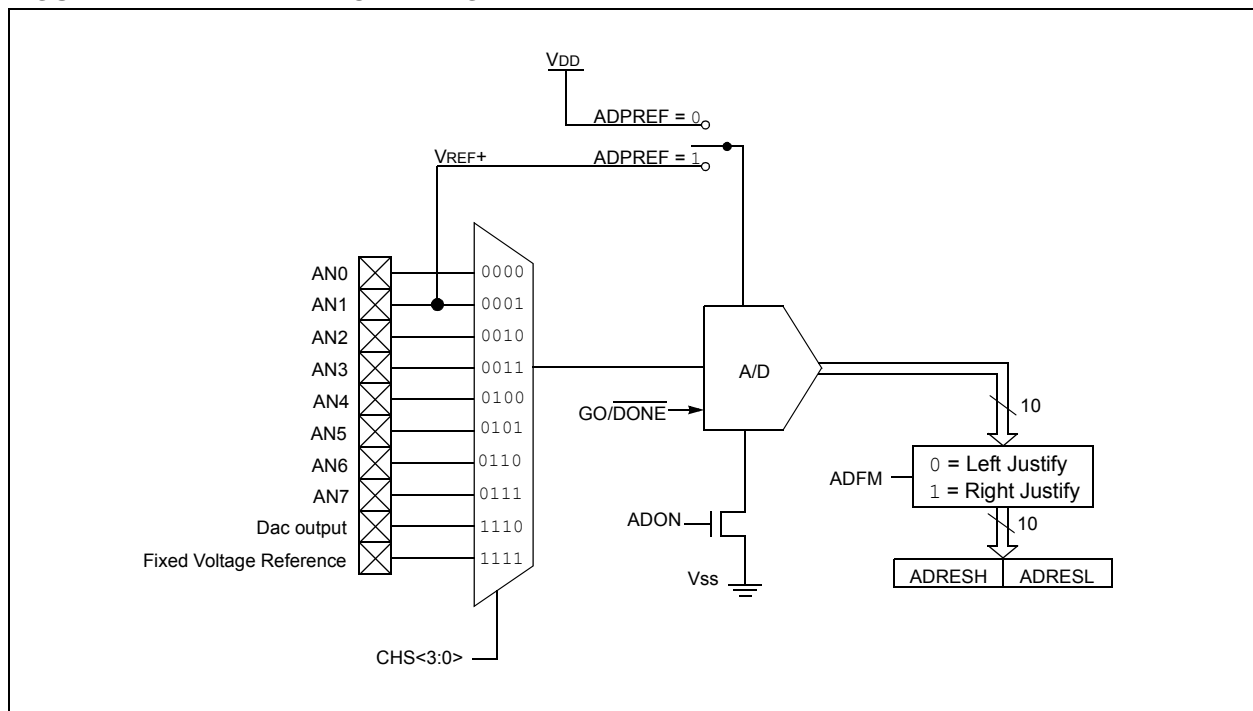 VDD
ADPREF = 0
VREF+
ADPREF = 1
AN0
0000
AN1
0001
AN2
0010
AN3
0011
AN4
0100
AN5
0101
AN6
0110
AN7
0111
Dac output
1110
Fixed Voltage Reference
1111
CHS<3:0>
A/D
GO/DONE
ADON
Vss
10
ADFM
0 = Left Justify
1 = Right Justify
10
ADRESH
ADRESL